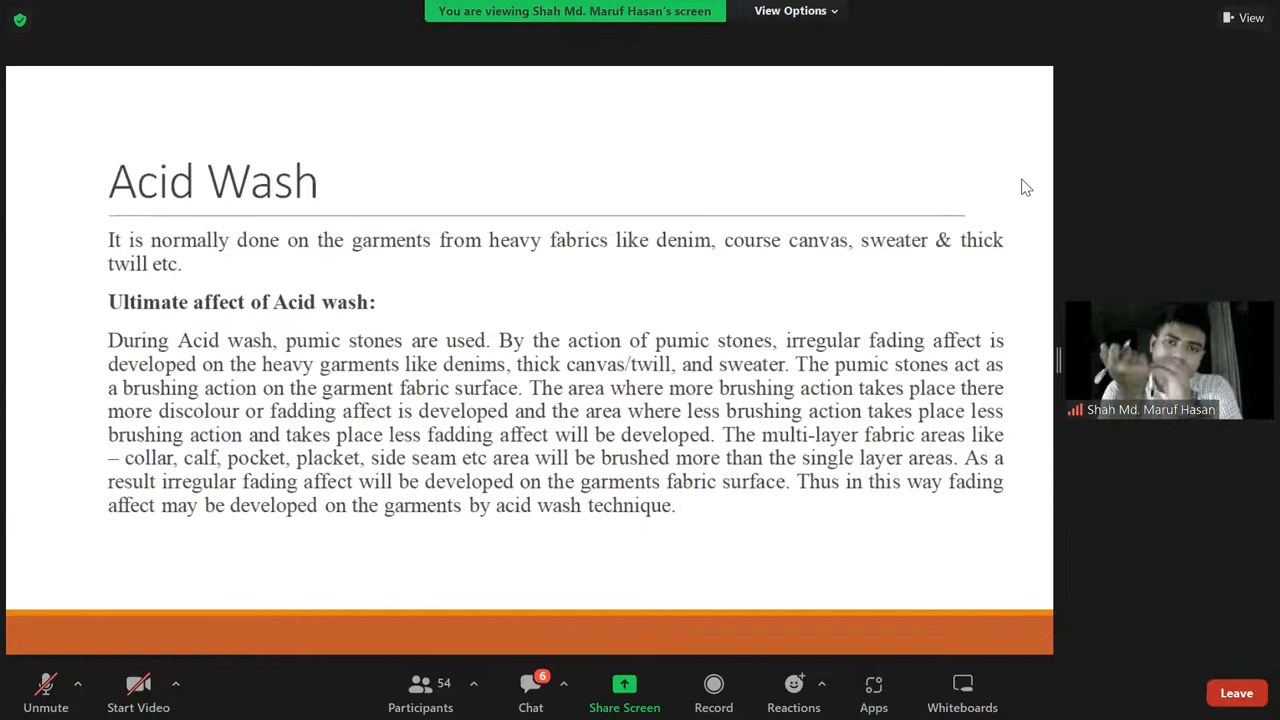 You are viewing Shah Md. Maruf Hasan's screen
View Options
View
Acid Wash
It is normally done on the garments from heavy fabrics like denim, course canvas, sweater & thick
twill etc.
Ultimate affect of Acid wash:
During Acid wash, pumic stones are used. By the action of pumic stones, irregular fading affect is
developed on the heavy garments like denims, thick canvas/twill, and sweater. The pumic stones act as
a brushing action on the garment fabric surface. The area where more brushing action takes place there
more discolour or fadding affect is developed and the area where less brushing action takes place less
brushing action and takes place less fadding affect will be developed. The multi-layer fabric areas like
– collar, calf, pocket, placket, side seam etc area will be brushed more than the single layer areas. As a
result irregular fading affect will be developed on the garments fabric surface. Thus in this way fading
affect may be developed on the garments by acid wash technique.
Shah Md. Maruf Hasan
54
6
Unmute
Start Video
Participants
Chat
Share Screen
Record
Reactions
Apps
Whiteboards
Leave